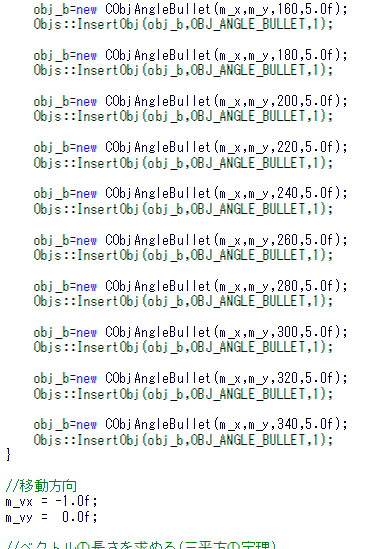 obj_b=new CObjAngleBullet(m_x,m_y,160,5.0f);
Objs::InsertObj(obj_b,OBJ_ANGLE_BULLET,1);
obj_b=new CObjAngleBullet(m_x,m_y,180,5.0f);
Objs::InsertObj(obj_b,OBJ_ANGLE_BULLET,1);
obj_b=new CObjAngleBullet(m_x,m_y,200,5.0f);
Objs::InsertObj(obj_b,OBJ_ANGLE_BULLET,1);
obj_b=new CObjAngleBullet(m_x,m_y,220,5.0f);
Objs::InsertObj(obj_b,OBJ_ANGLE_BULLET,1);
obj_b=new CObjAngleBullet(m_x,m_y,240,5.0f);
Objs::InsertObj(obj_b,OBJ_ANGLE_BULLET,1);
obj_b=new CObjAngleBullet(m_x,m_y,260,5.0f);
Objs::InsertObj(obj_b,OBJ_ANGLE_BULLET,1);
obj_b=new CObjAngleBullet(m_x,m_y,280,5.0f);
Objs::InsertObj(obj_b,OBJ_ANGLE_BULLET,1);
obj_b=new CObjAngleBullet(m_x,m_y,300,5.0f);
Objs::InsertObj(obj_b,OBJ_ANGLE_BULLET,1);
obj_b=new CObjAngleBullet(m_x,m_y,320,5.0f);
Objs::InsertObj(obj_b,OBJ_ANGLE_BULLET,1);
obj_b=new CObjAngleBullet(m_x,m_y,340,5.0f);
Objs::InsertObj(obj_b,OBJ_ANGLE_BULLET,1);
}
//移動方向
m_vx = -1.0f;
m_vy =  0.0f;
//ベクトルの長さを求める(三平方の定理)